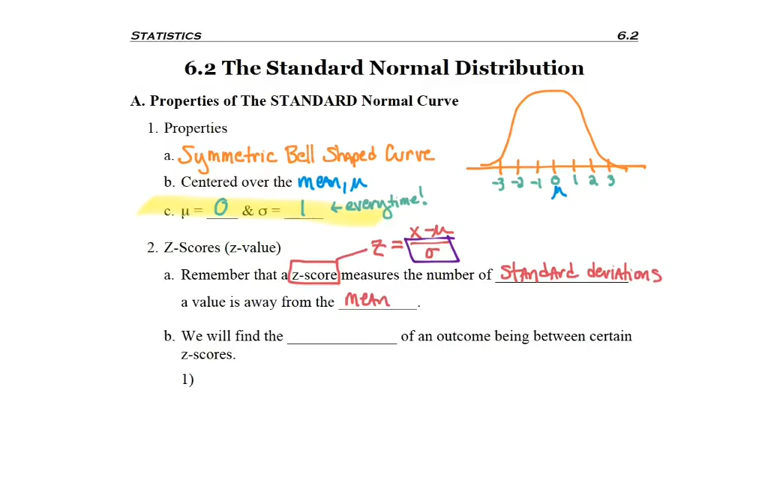 STATISTICS 6.2
6.2 The Standard Normal Distribution
A. Properties of The STANDARD Normal Curve
1. Properties
a. Symmetric Bell Shaped Curve
b. Centered over the mean, μ
c. μ = 0 & σ = 1 ← everytime!
-3 -2 -1 0 1 2 3
μ
2. Z-Scores (z-value) z = x-μ
σ
a. Remember that a z-score measures the number of standard deviations
a value is away from the mean.
b. We will find the ____________ of an outcome being between certain
z-scores.
1)